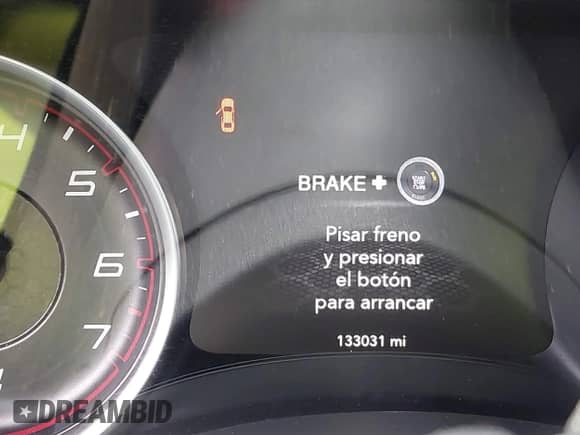 4
5
6
7
BRAKE +
Pisar freno
y presionar
el botón
para arrancar
133031 mi
DREAMBID